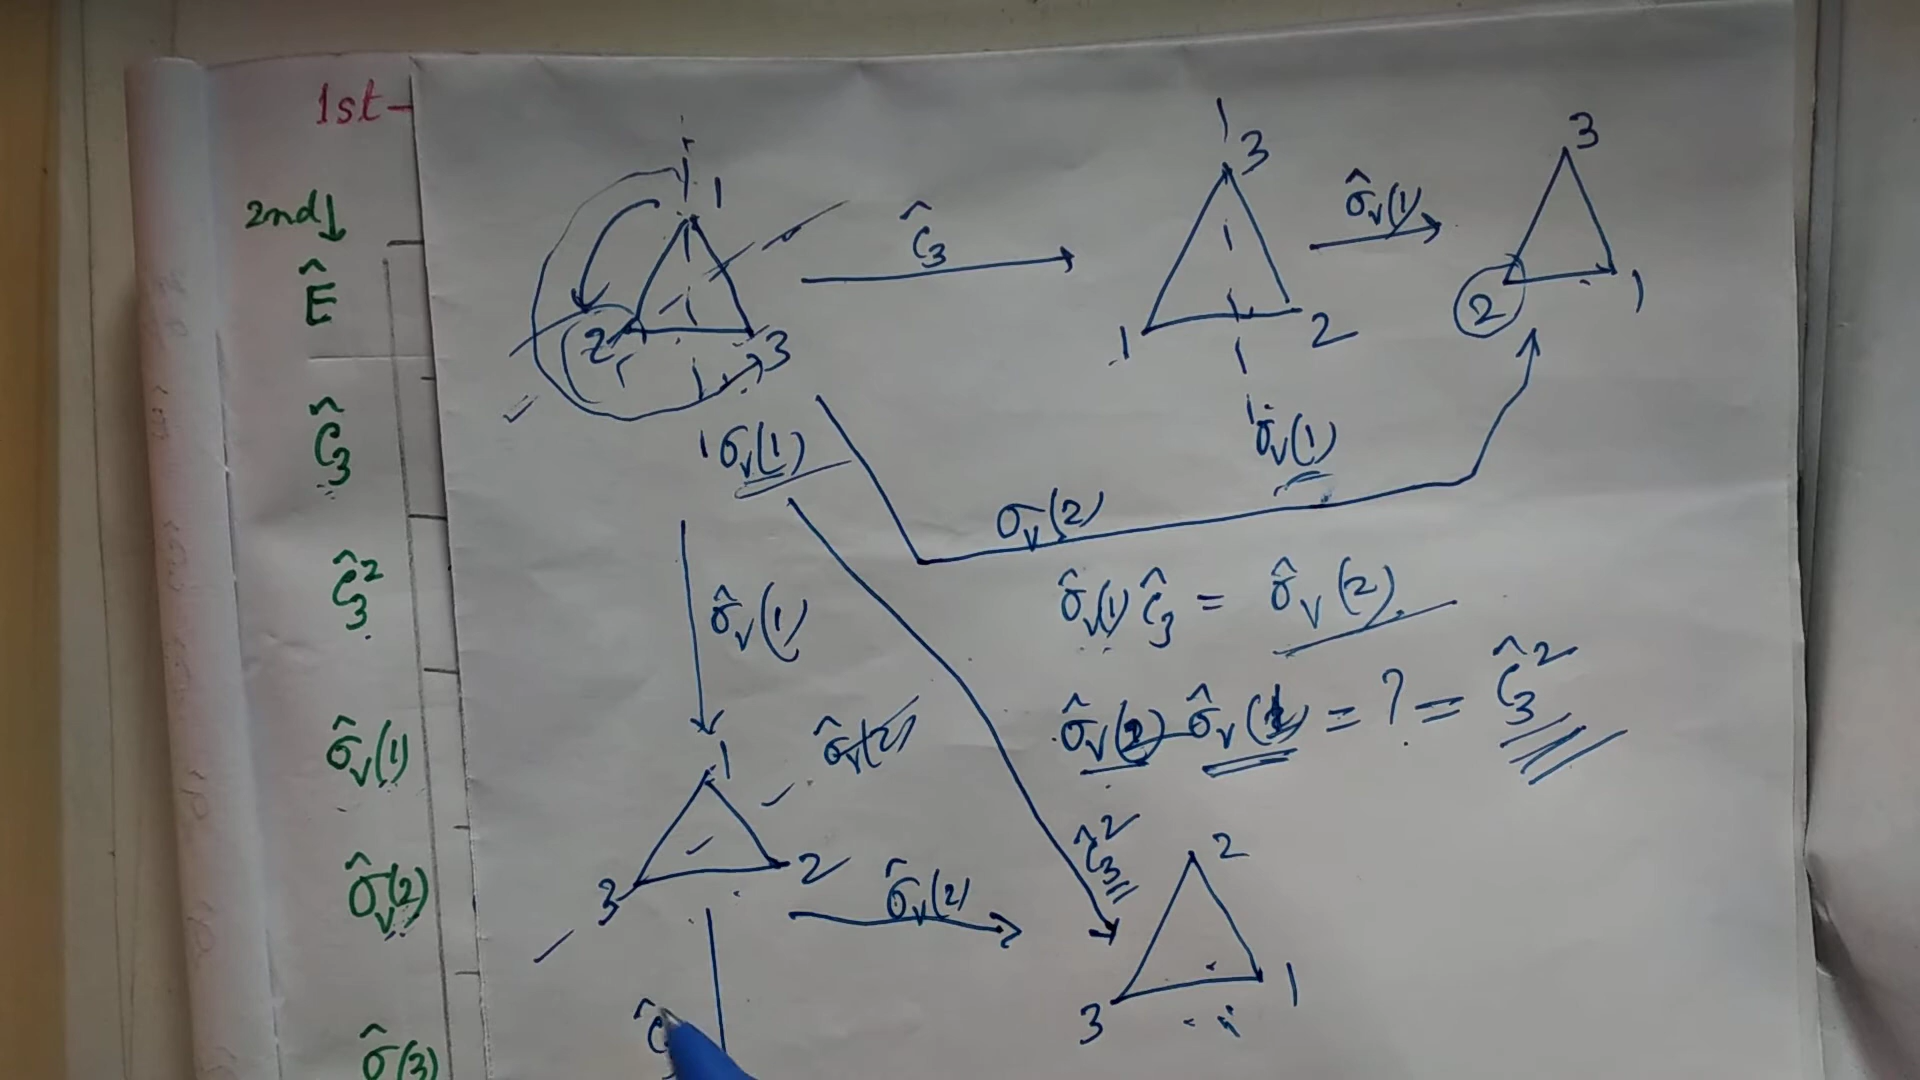 1st
2nd↓
Ê
Ĉ₃
Ĉ₃²
σ̂ᵥ(1)
σ̂ᵥ(2)
σ̂(3)
1
2
3
σᵥ(1)
Ĉ₃
3
1
2
σ̂ᵥ(1)
σ̂ᵥ(1)
3
2
1
σᵥ(2)
σ̂ᵥ(1) Ĉ₃ = σ̂ᵥ(2)
σ̂ᵥ(2) σ̂ᵥ(1) = ? = Ĉ₃²
σ̂ᵥ(1)
1
3
2
σ̂ᵥ(2)
σ̂ᵥ(2)
Ĉ₃²
2
3
1